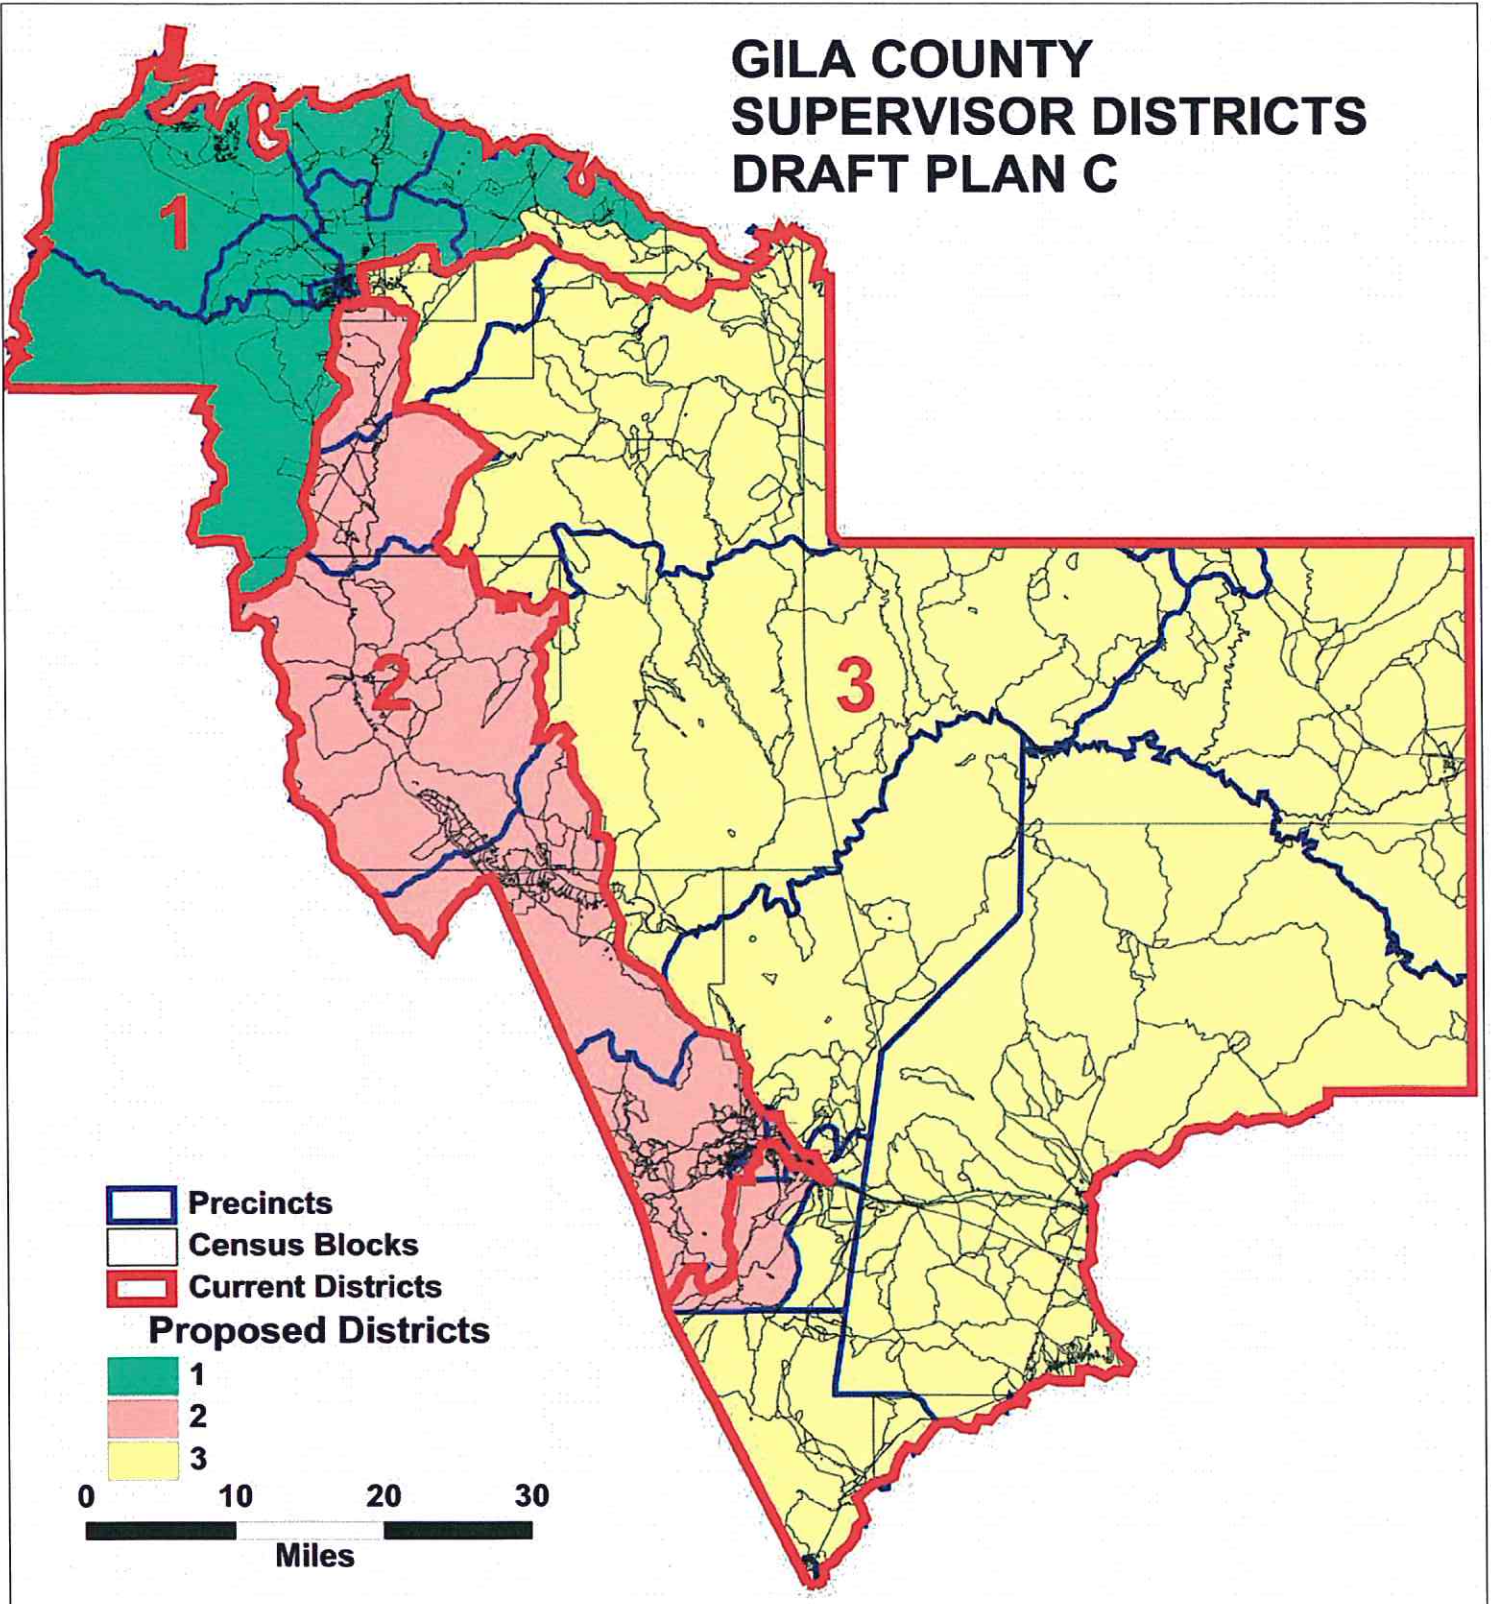 GILA COUNTY
SUPERVISOR DISTRICTS
DRAFT PLAN C
1
2
3
Precincts
Census Blocks
Current Districts
Proposed Districts
1
2
3
0 10 20 30
Miles